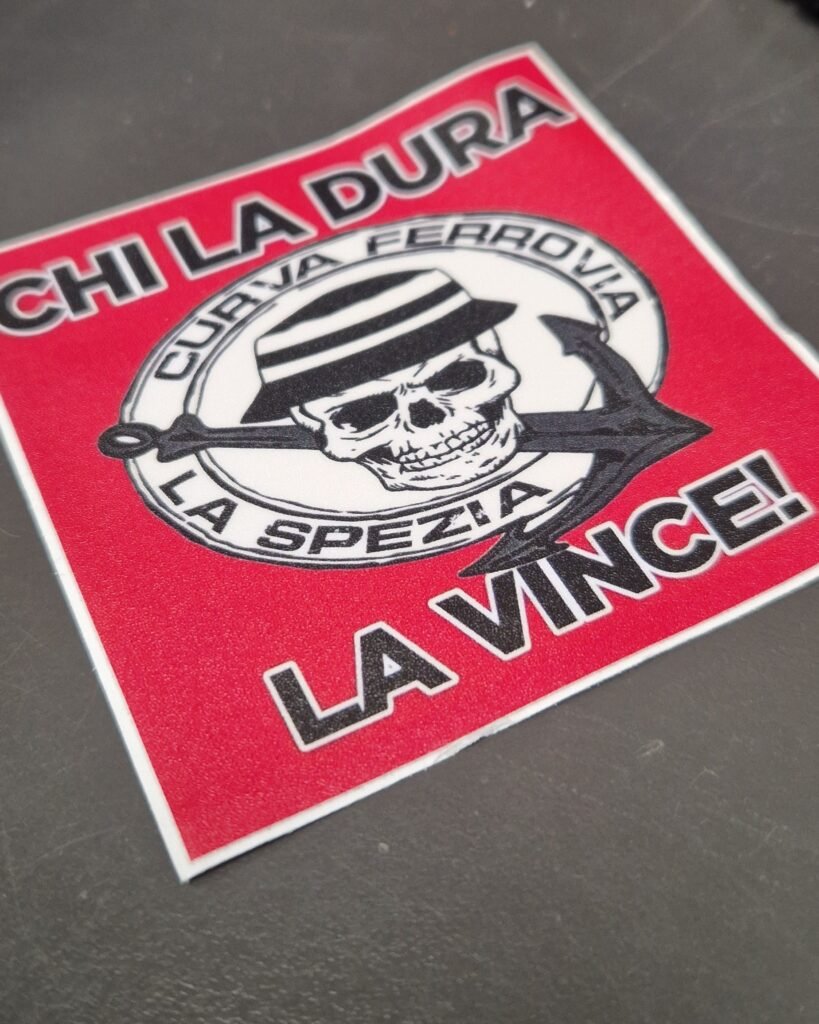 CHI LA DURA
CURVA FERROVIA
LA SPEZIA
LA VINCE!